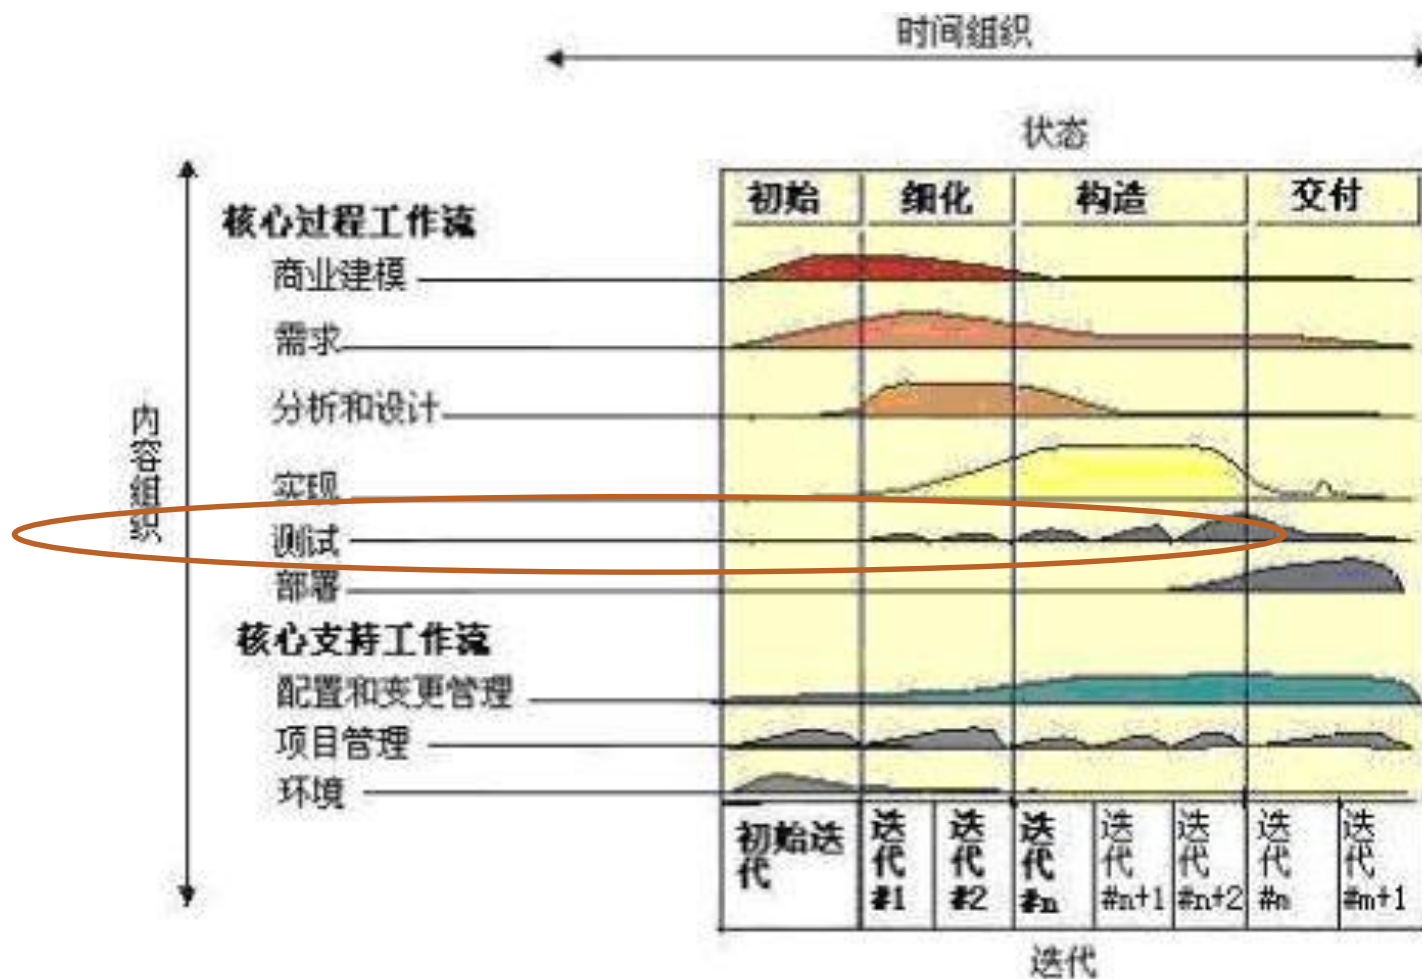 时间组织
状态
初始 细化 构造 交付
核心过程工作流
商业建模
需求
分析和设计
内容组织
实现
测试
部署
核心支持工作流
配置和变更管理
项目管理
环境
初始迭代
迭代#1
迭代#2
迭代#n
迭代#n+1
迭代#n+2
迭代#m
迭代#m+1
迭代